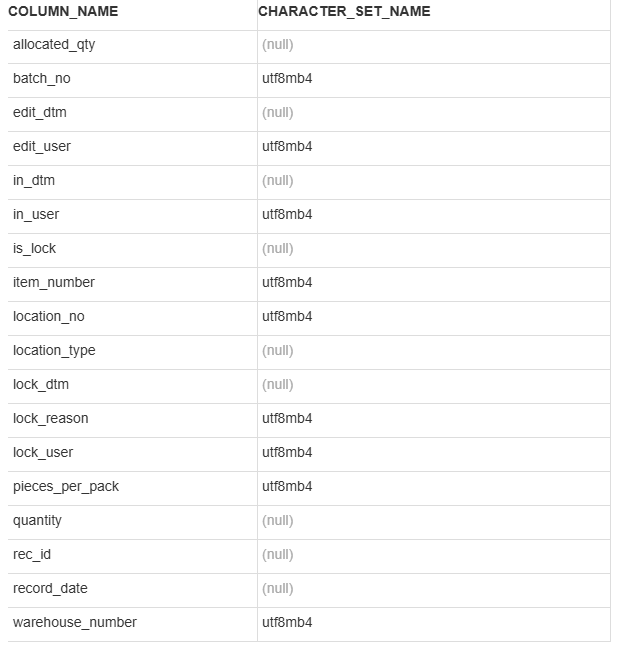 COLUMN_NAME CHARACTER_SET_NAME
allocated_qty (null)
batch_no utf8mb4
edit_dtm (null)
edit_user utf8mb4
in_dtm (null)
in_user utf8mb4
is_lock (null)
item_number utf8mb4
location_no utf8mb4
location_type (null)
lock_dtm (null)
lock_reason utf8mb4
lock_user utf8mb4
pieces_per_pack utf8mb4
quantity (null)
rec_id (null)
record_date (null)
warehouse_number utf8mb4